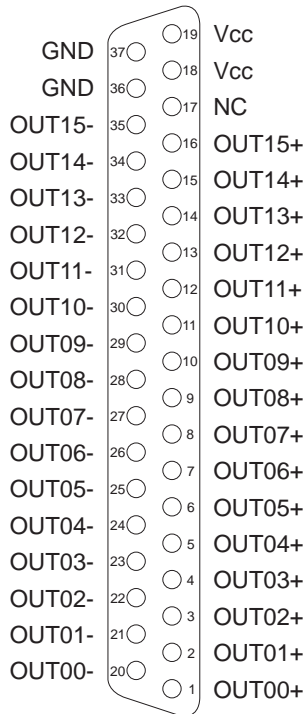 19 Vcc
GND 37
18 Vcc
GND 36
17 NC
OUT15- 35
16 OUT15+
OUT14- 34
15 OUT14+
OUT13- 33
14 OUT13+
OUT12- 32
13 OUT12+
OUT11- 31
12 OUT11+
OUT10- 30
11 OUT10+
OUT09- 29
10 OUT09+
OUT08- 28
9 OUT08+
OUT07- 27
8 OUT07+
OUT06- 26
7 OUT06+
OUT05- 25
6 OUT05+
OUT04- 24
5 OUT04+
OUT03- 23
4 OUT03+
OUT02- 22
3 OUT02+
OUT01- 21
2 OUT01+
OUT00- 20
1 OUT00+